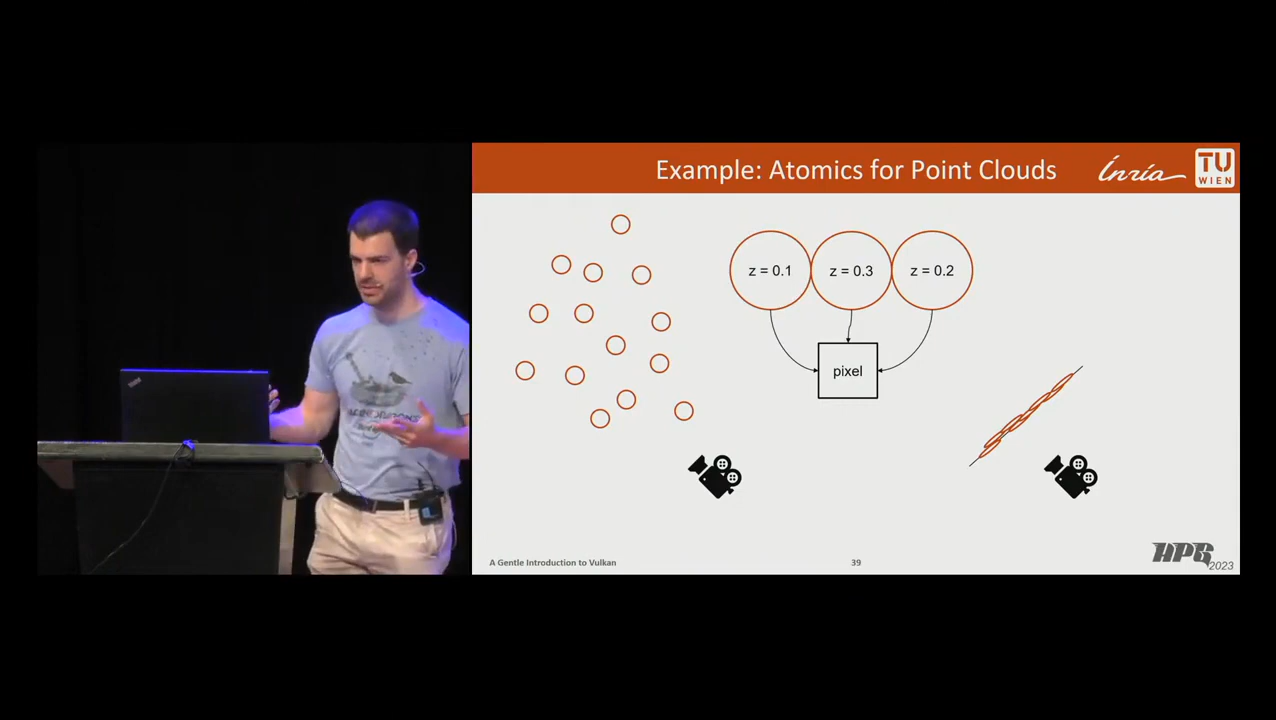 Example: Atomics for Point Clouds
Inria
TU
WIEN
z = 0.1
z = 0.3
z = 0.2
pixel
A Gentle Introduction to Vulkan
39
HPG
2023